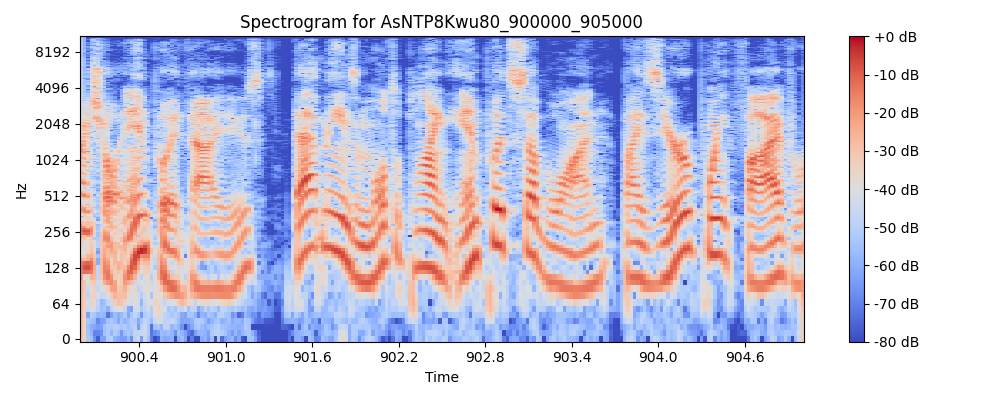 Spectrogram for AsNTP8Kwu80_900000_905000
8192
4096
2048
1024
512
256
128
64
0
Hz
900.4 901.0 901.6 902.2 902.8 903.4 904.0 904.6
Time
+0 dB
-10 dB
-20 dB
-30 dB
-40 dB
-50 dB
-60 dB
-70 dB
-80 dB